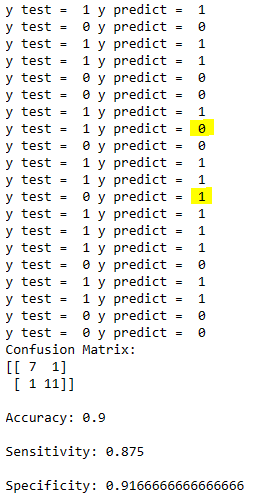 y test =  1 y predict =  1
y test =  0 y predict =  0
y test =  1 y predict =  1
y test =  1 y predict =  1
y test =  0 y predict =  0
y test =  0 y predict =  0
y test =  1 y predict =  1
y test =  1 y predict =  0
y test =  0 y predict =  0
y test =  1 y predict =  1
y test =  1 y predict =  1
y test =  0 y predict =  1
y test =  1 y predict =  1
y test =  1 y predict =  1
y test =  1 y predict =  1
y test =  0 y predict =  0
y test =  1 y predict =  1
y test =  1 y predict =  1
y test =  0 y predict =  0
y test =  0 y predict =  0
Confusion Matrix:
[[ 7  1]
 [ 1 11]]
Accuracy: 0.9
Sensitivity: 0.875
Specificity: 0.9166666666666666